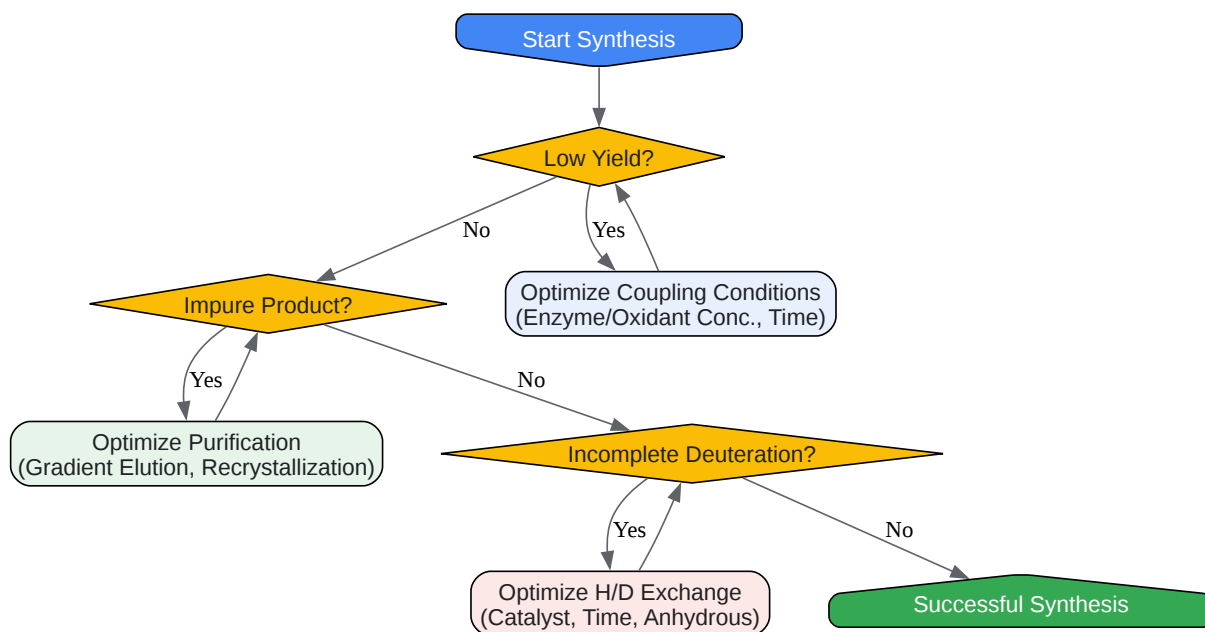 Start Synthesis
Low Yield?
No
Yes
Optimize Coupling Conditions
(Enzyme/Oxidant Conc., Time)
Impure Product?
Yes
No
Optimize Purification
(Gradient Elution, Recrystallization)
Incomplete Deuteration?
Yes
No
Optimize H/D Exchange
(Catalyst, Time, Anhydrous)
Successful Synthesis